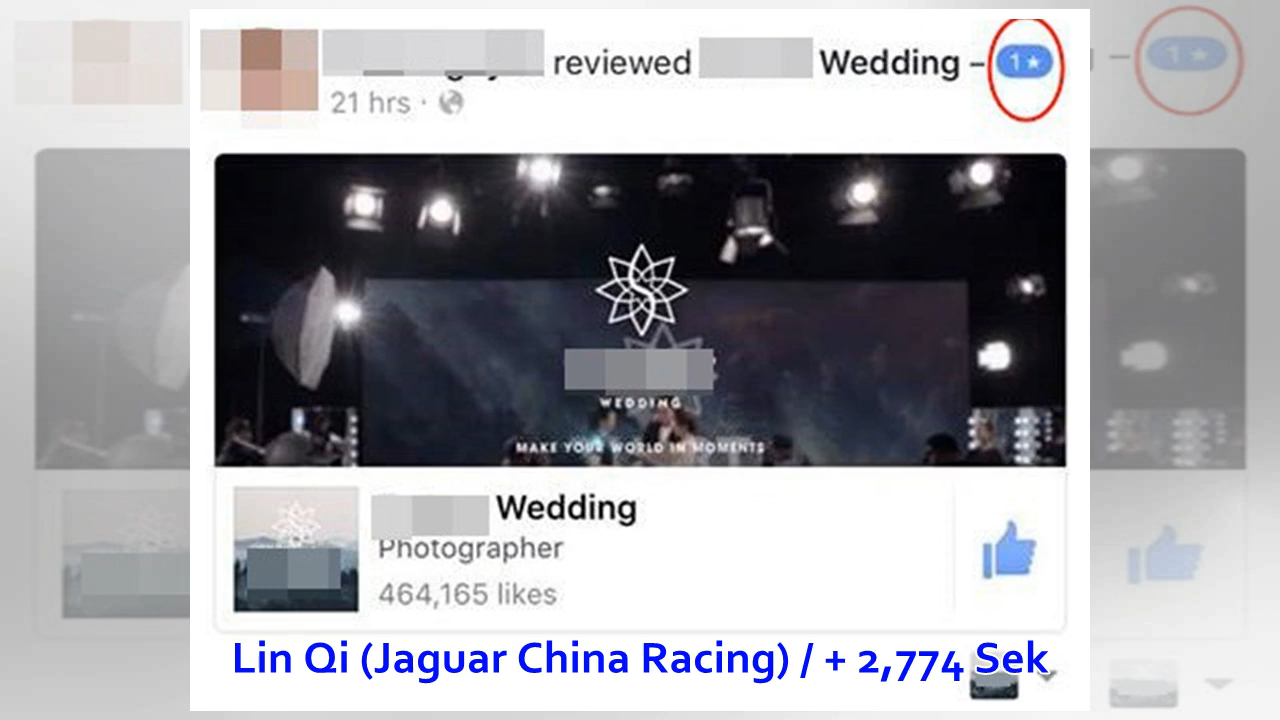 reviewed Wedding – 1★
21 hrs ·
WEDDING
MAKE YOUR WORLD IN MOMENTS
Wedding
Photographer
464,165 likes
Lin Qi (Jaguar China Racing) / + 2,774 Sek